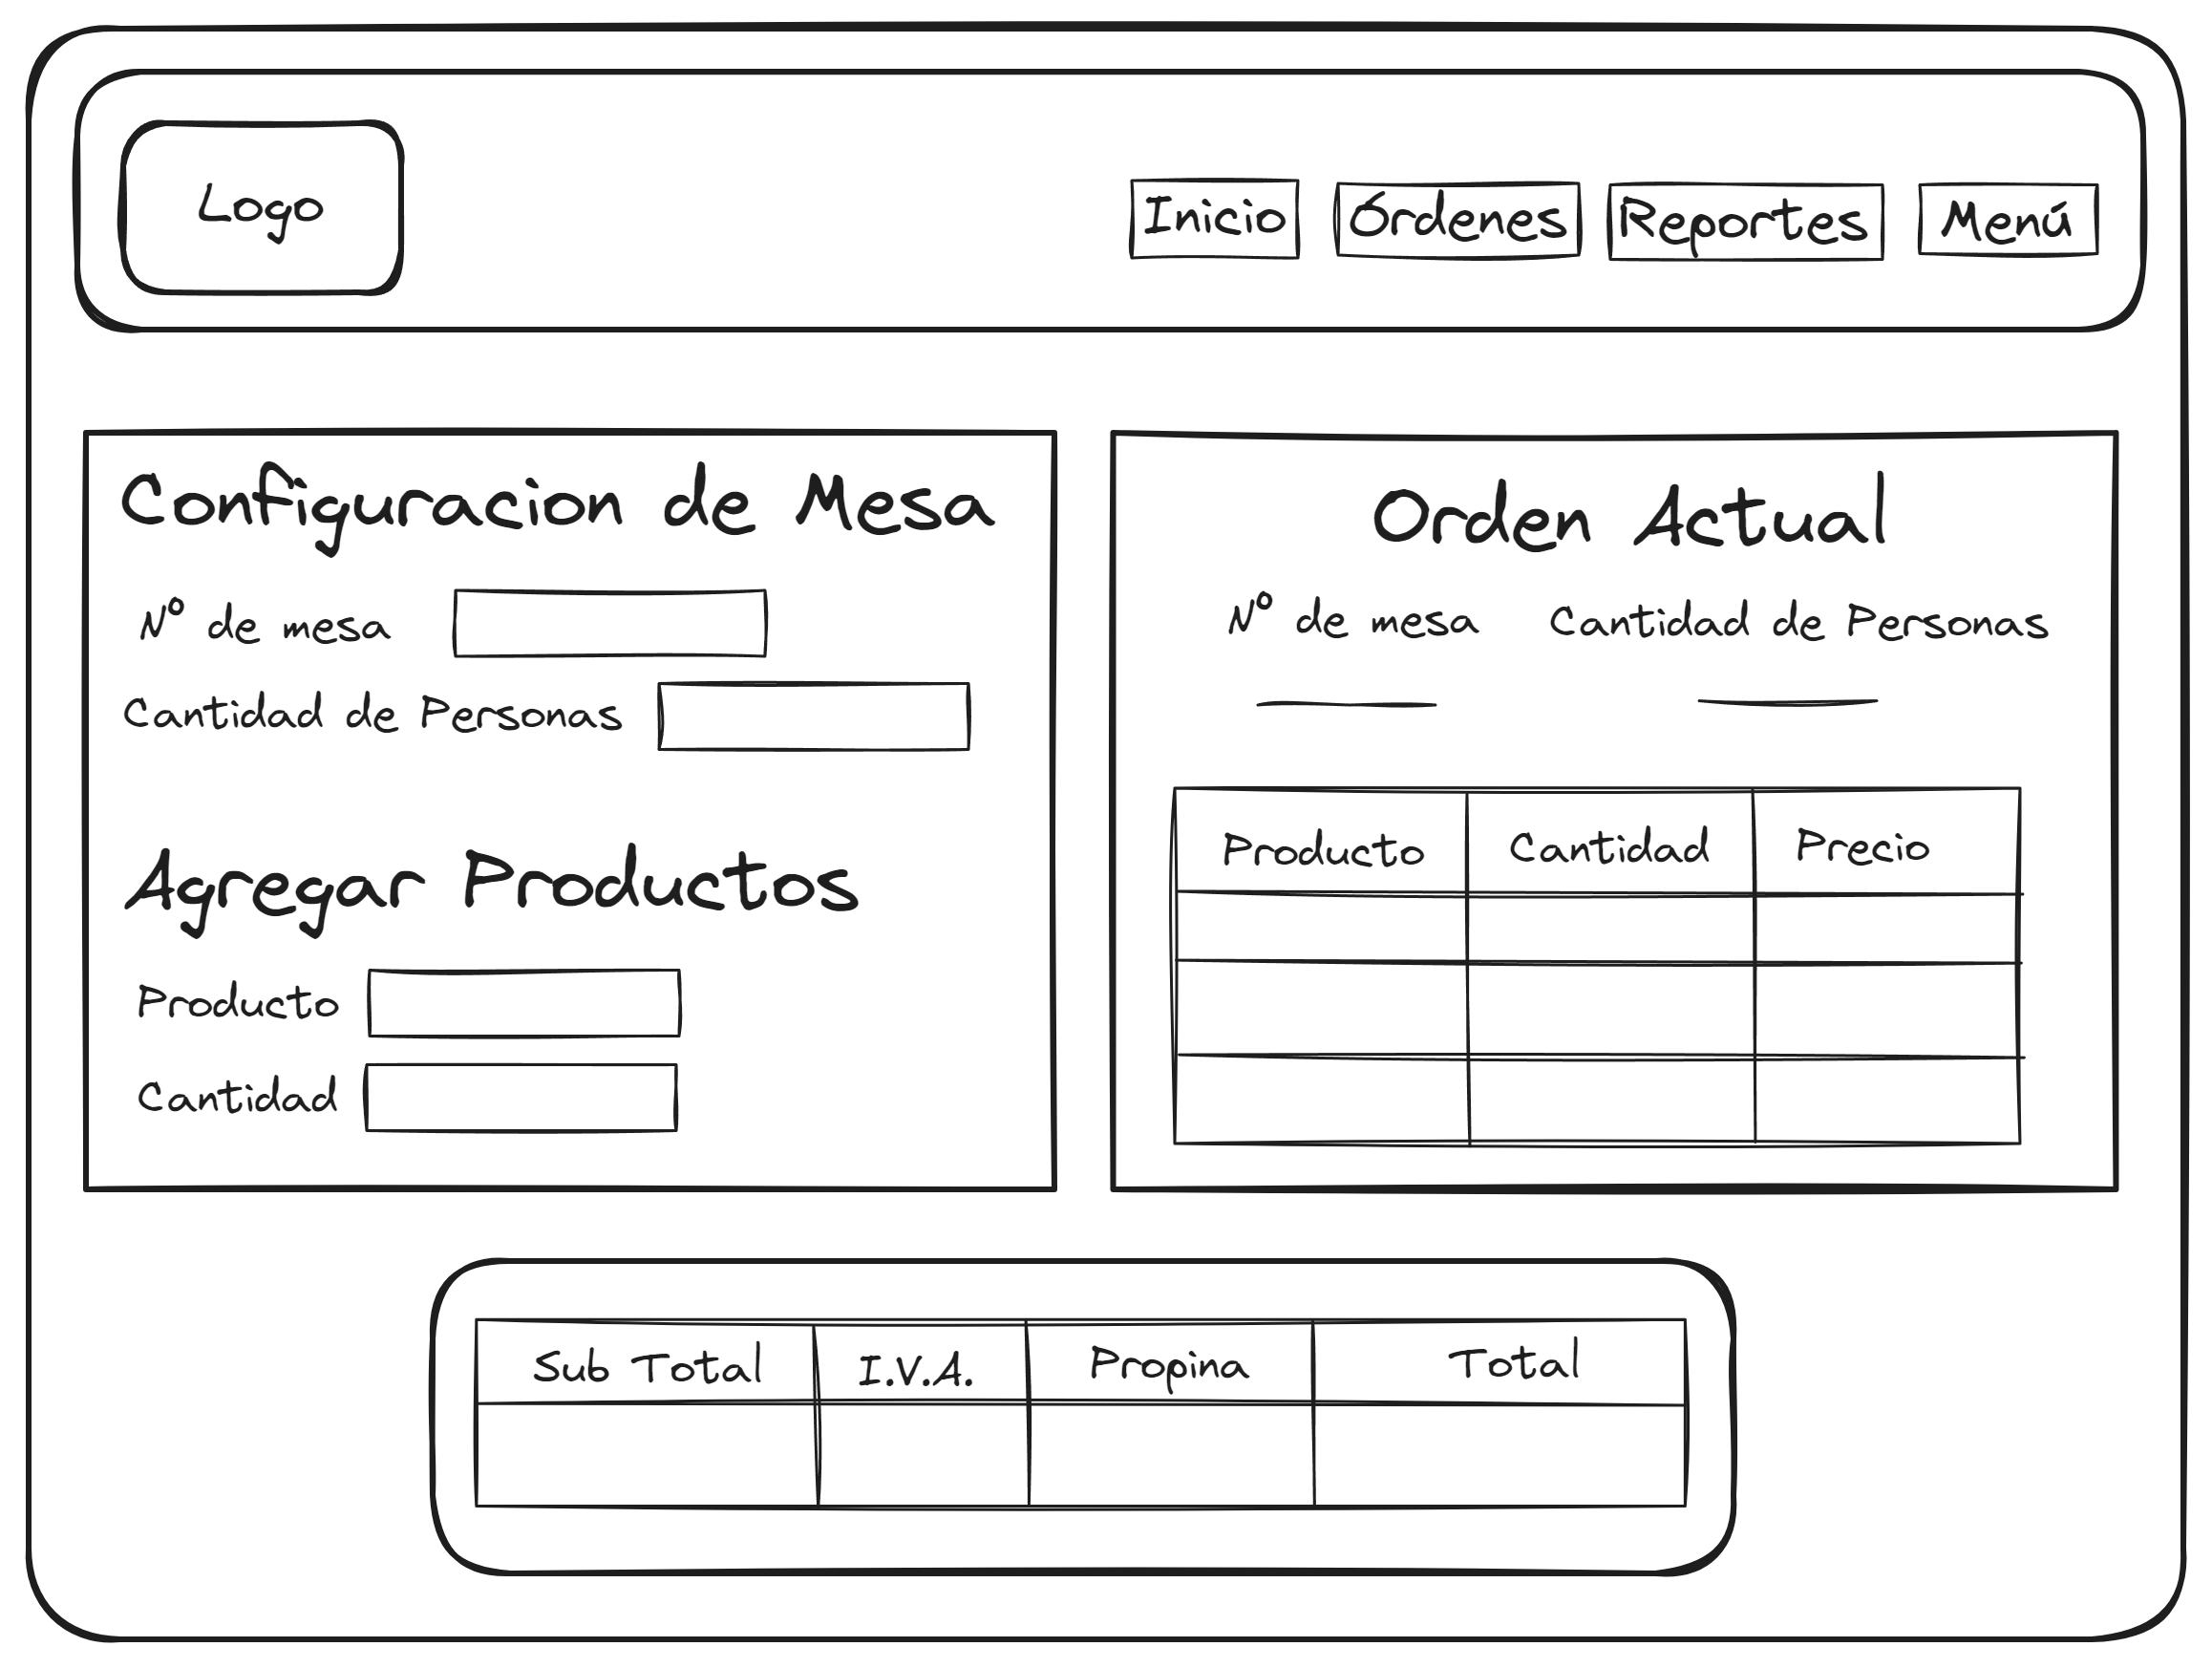 Logo
Inicio
Órdenes
Reportes
Menú
Configuracion de Mesa
Nº de mesa
Cantidad de Personas
Agregar Productos
Producto
Cantidad
Orden Actual
Nº de mesa
Cantidad de Personas
Producto
Cantidad
Precio
Sub Total
I.V.A.
Propina
Total